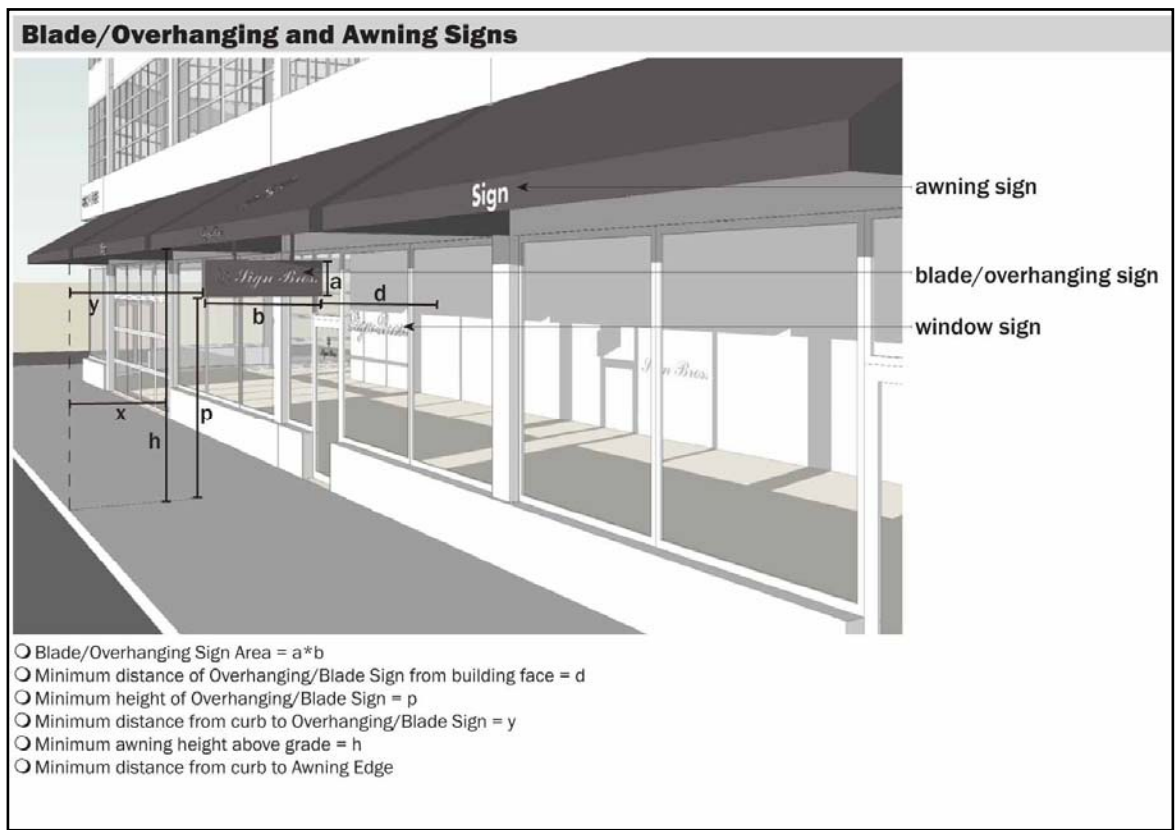 Blade/Overhanging and Awning Signs
Sign
awning sign
Sign Bros.
a
blade/overhanging sign
y
b
d
window sign
Sign Bros.
x
p
h
Blade/Overhanging Sign Area = a*b
Minimum distance of Overhanging/Blade Sign from building face = d
Minimum height of Overhanging/Blade Sign = p
Minimum distance from curb to Overhanging/Blade Sign = y
Minimum awning height above grade = h
Minimum distance from curb to Awning Edge